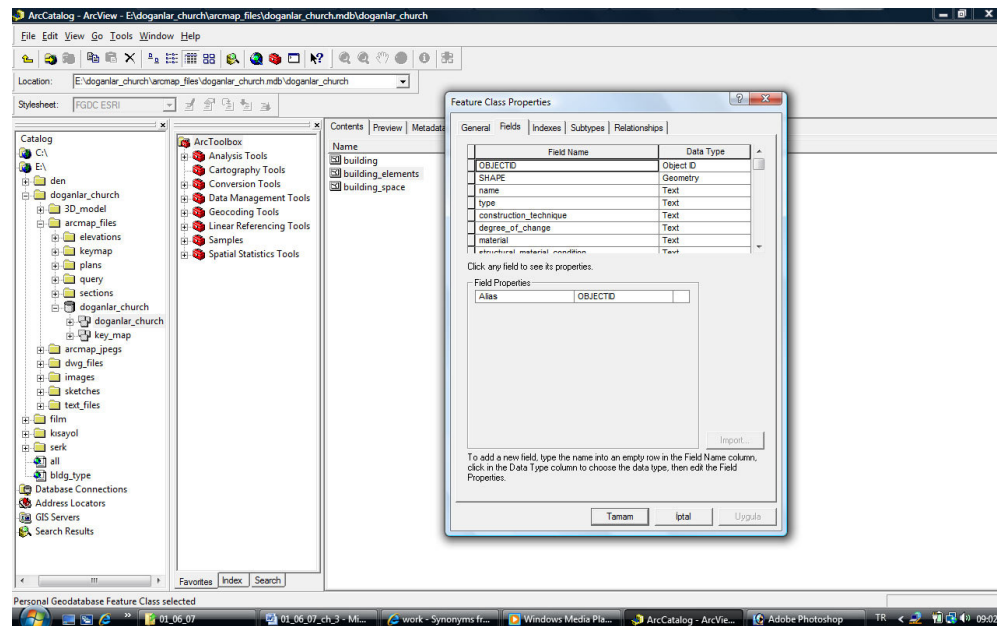 ArcCatalog - ArcView - E:\doganlar_church\arcmap_files\doganlar_church.mdb\doganlar_church
File Edit View Go Tools Window Help
Location: E:\doganlar_church\arcmap_files\doganlar_church.mdb\doganlar_church
Stylesheet: FGDC ESRI
Catalog
C:\
E:\
den
doganlar_church
3D_model
arcmap_files
elevations
keymap
plans
query
sections
doganlar_church
doganlar_church
key_map
arcmap_jpegs
dwg_files
images
sketches
text_files
film
kısayol
serk
all
bldg_type
Database Connections
Address Locators
GIS Servers
Search Results
ArcToolbox
Analysis Tools
Cartography Tools
Conversion Tools
Data Management Tools
Geocoding Tools
Linear Referencing Tools
Samples
Spatial Statistics Tools
Favorites Index Search
Contents Preview Metadata
Name
building
building_elements
building_space
Feature Class Properties
General Fields Indexes Subtypes Relationships
Field Name Data Type
OBJECTID Object ID
SHAPE Geometry
name Text
type Text
construction_technique Text
degree_of_change Text
material Text
structural_material_condition Text
Click any field to see its properties.
Field Properties
Alias OBJECTID
Import...
To add a new field, type the name into an empty row in the Field Name column,
click in the Data Type column to choose the data type, then edit the Field
Properties.
Tamam İptal Uygula
Personal Geodatabase Feature Class selected
01_06_07 01_06_07_ch_3 - Mi... work - Synonyms fr... Windows Media Pla... ArcCatalog - ArcVie... Adobe Photoshop TR 09:02